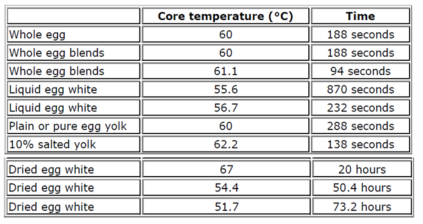 Core temperature (°C) Time
Whole egg 60 188 seconds
Whole egg blends 60 188 seconds
Whole egg blends 61.1 94 seconds
Liquid egg white 55.6 870 seconds
Liquid egg white 56.7 232 seconds
Plain or pure egg yolk 60 288 seconds
10% salted yolk 62.2 138 seconds
Dried egg white 67 20 hours
Dried egg white 54.4 50.4 hours
Dried egg white 51.7 73.2 hours